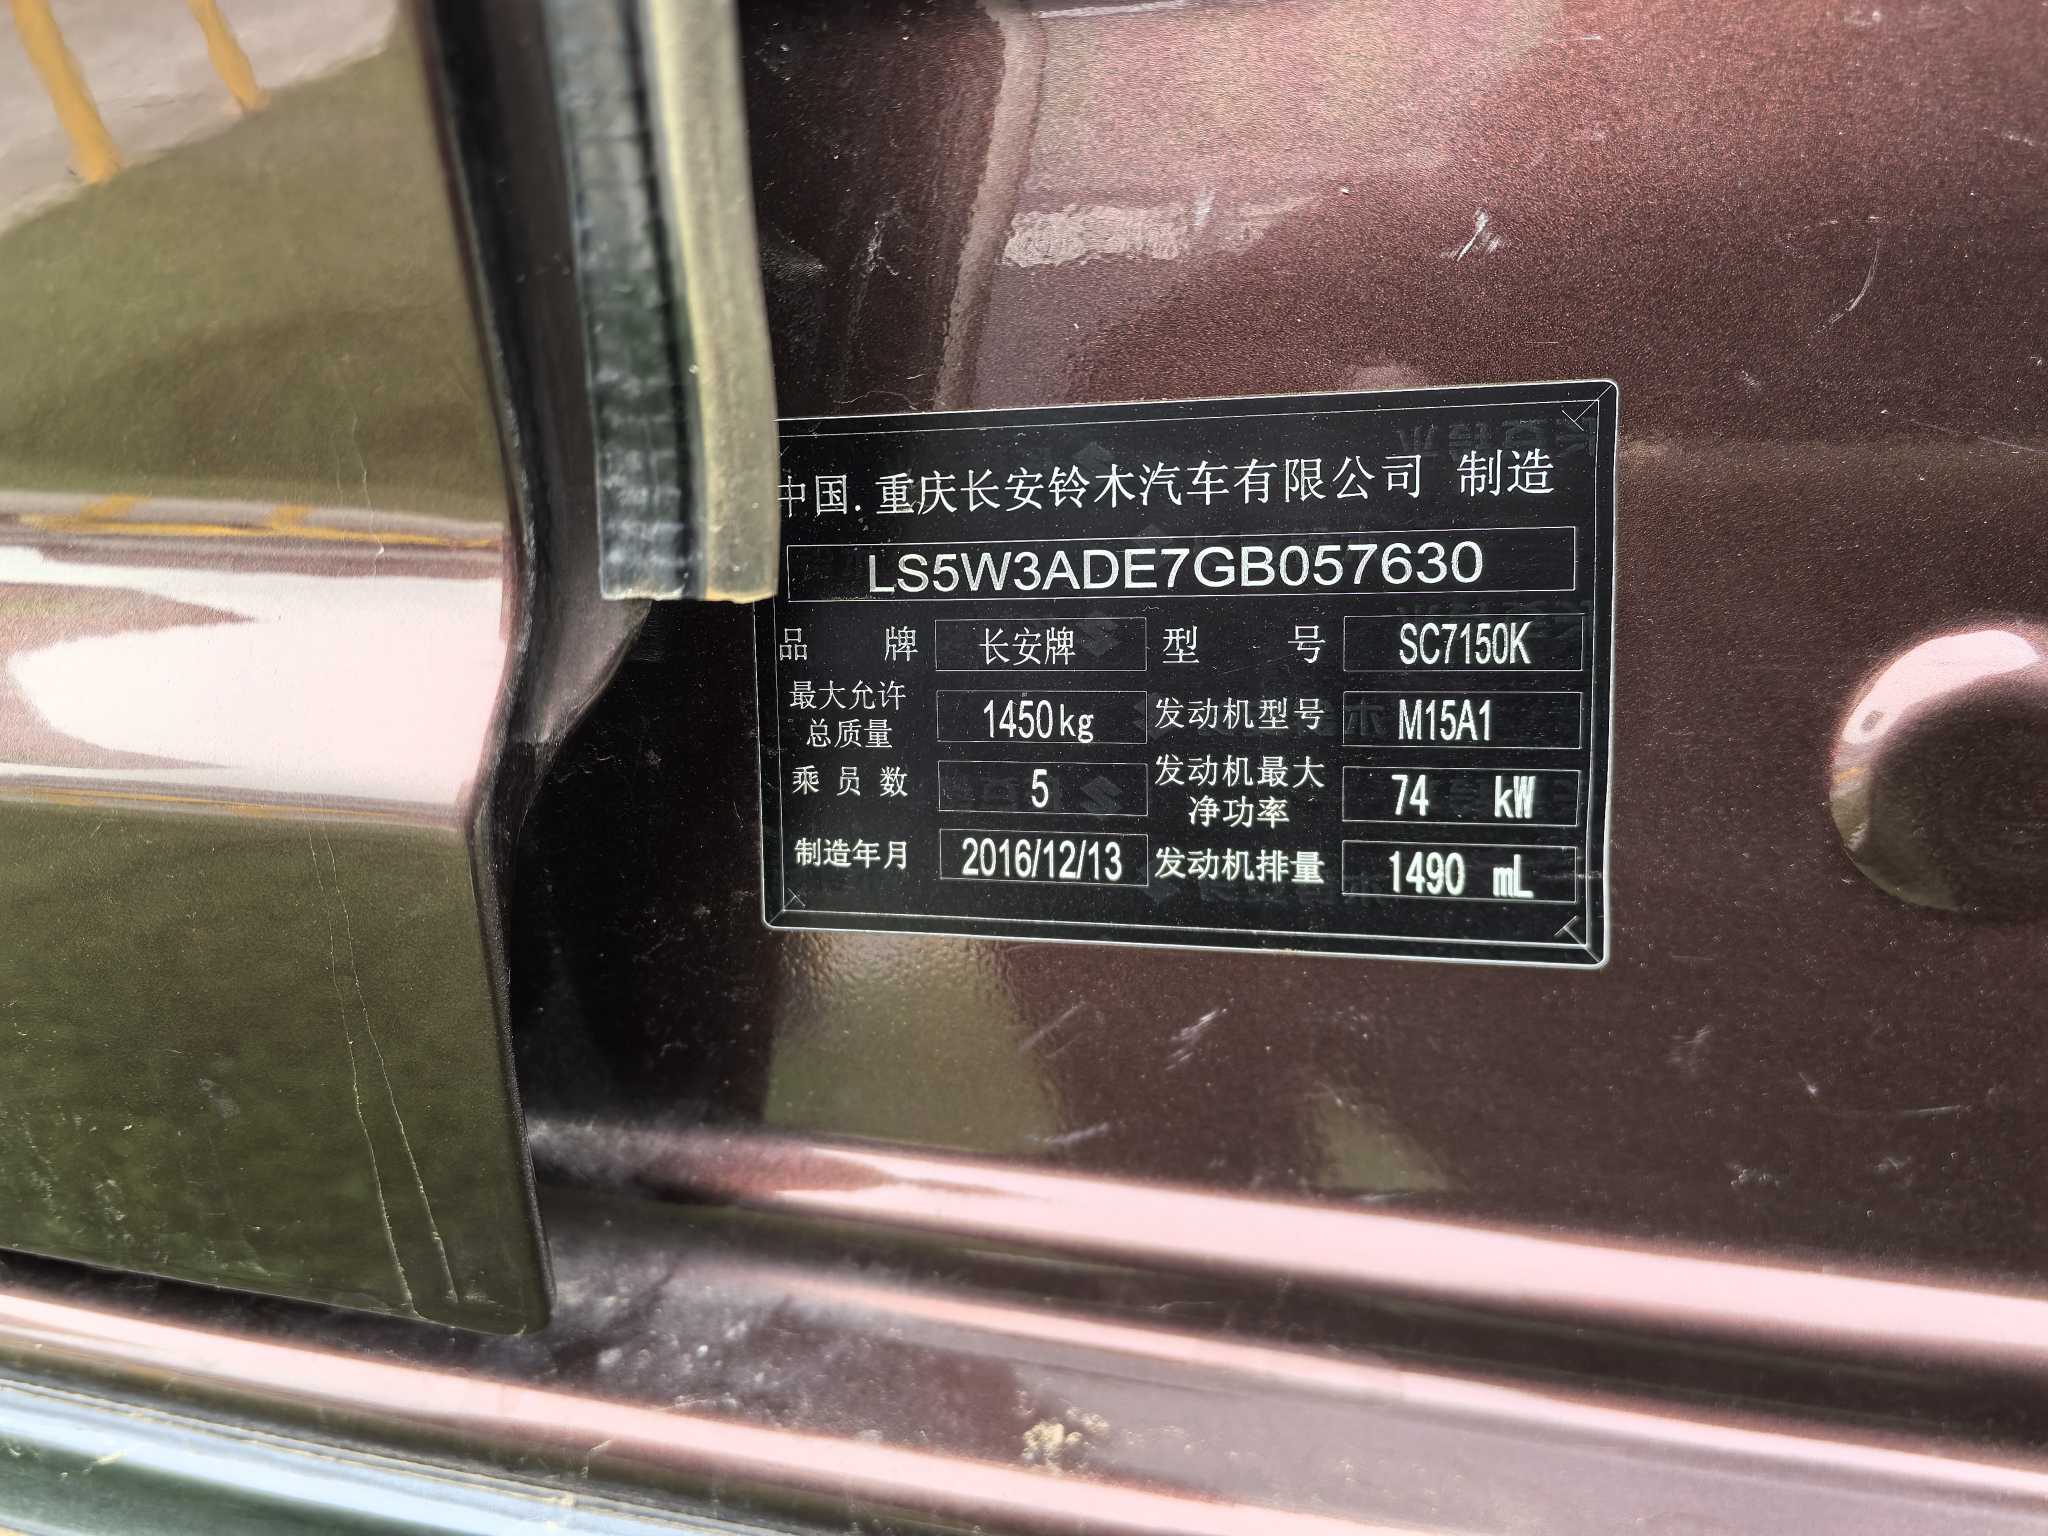 中国.重庆长安铃木汽车有限公司 制造
LS5W3ADE7GB057630
品 牌 长安牌 型 号 SC7150K
最大允许总质量 1450kg 发动机型号 M15A1
乘员数 5 发动机最大净功率 74 kW
制造年月 2016/12/13 发动机排量 1490 mL